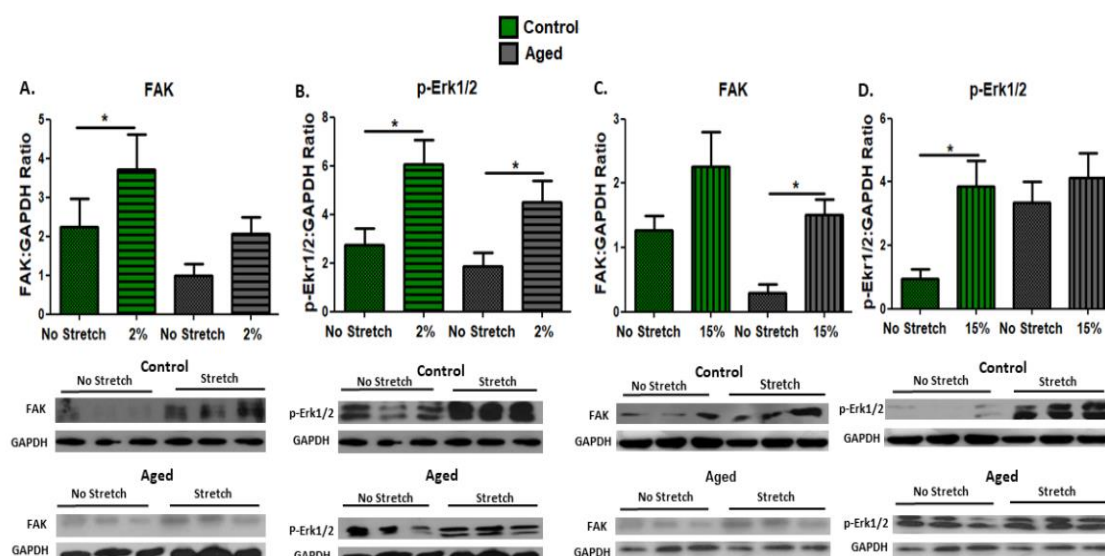 Control
Aged
A.
FAK
FAK:GAPDH Ratio
5
4
3
2
1
0
*
No Stretch
2%
No Stretch
2%
B.
p-Erk1/2
p-Ekr1/2:GAPDH Ratio
8
6
4
2
0
*
*
No Stretch
2%
No Stretch
2%
C.
FAK
FAK:GAPDH Ratio
3
2
1
0
*
No Stretch
15%
No Stretch
15%
D.
p-Erk1/2
p-Ekr1/2:GAPDH Ratio
6
4
2
0
*
No Stretch
15%
No Stretch
15%
Control
No Stretch
Stretch
FAK
GAPDH
Aged
No Stretch
Stretch
FAK
GAPDH
Control
No Stretch
Stretch
p-Erk1/2
GAPDH
Aged
No Stretch
Stretch
P-Erk1/2
GAPDH
Control
No Stretch
Stretch
FAK
GAPDH
Aged
No Stretch
Stretch
FAK
GAPDH
Control
No Stretch
Stretch
p-Erk1/2
GAPDH
Aged
No Stretch
Stretch
p-Erk1/2
GAPDH